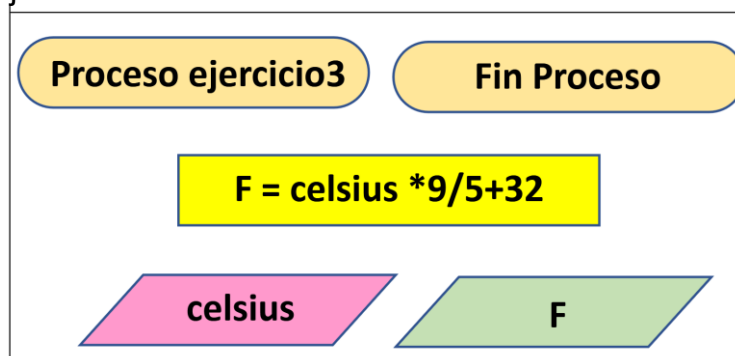 Proceso ejercicio3
Fin Proceso
F = celsius *9/5+32
celsius
F